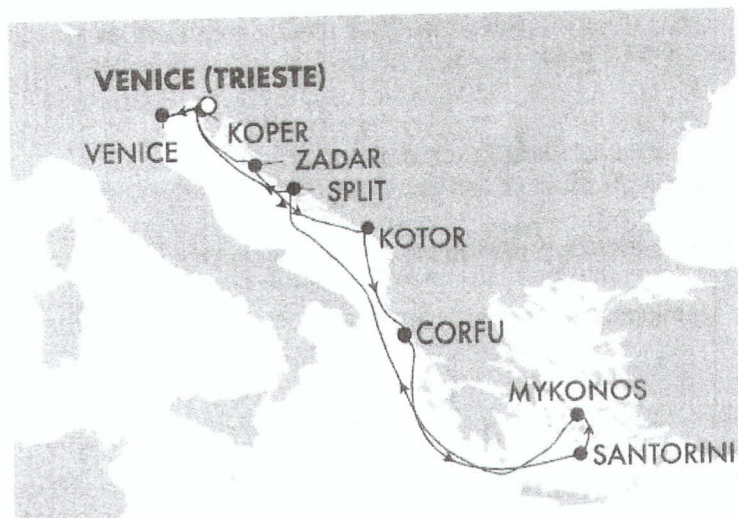 VENICE (TRIESTE)
KOPER
VENICE
ZADAR
SPLIT
KOTOR
CORFU
MYKONOS
SANTORINI